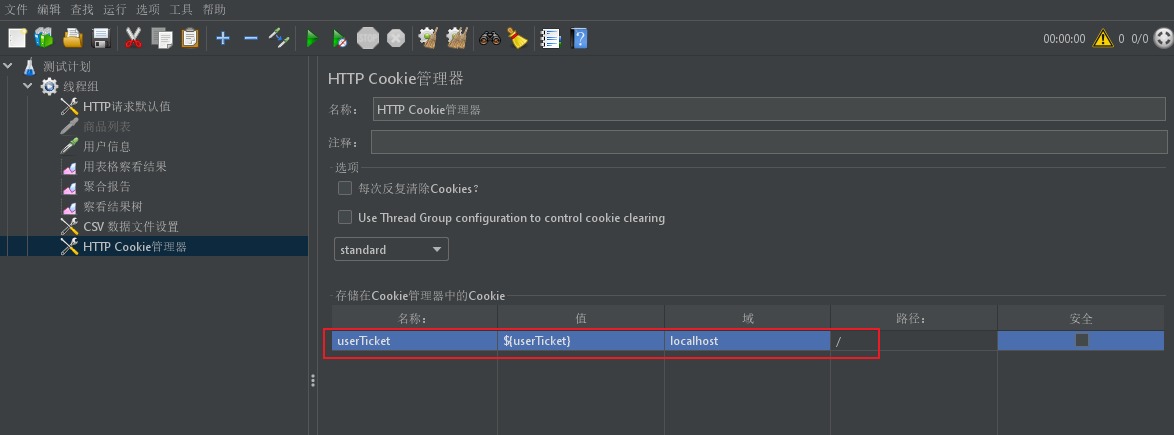 文件 编辑 查找 运行 选项 工具 帮助
STOP 00:00:00 0 0/0
测试计划
线程组
HTTP请求默认值
商品列表
用户信息
用表格察看结果
聚合报告
察看结果树
CSV 数据文件设置
HTTP Cookie管理器
HTTP Cookie管理器
名称： HTTP Cookie管理器
注释：
选项
每次反复清除Cookies？
Use Thread Group configuration to control cookie clearing
standard
存储在Cookie管理器中的Cookie
名称： 值 域 路径： 安全
userTicket ${userTicket} localhost /